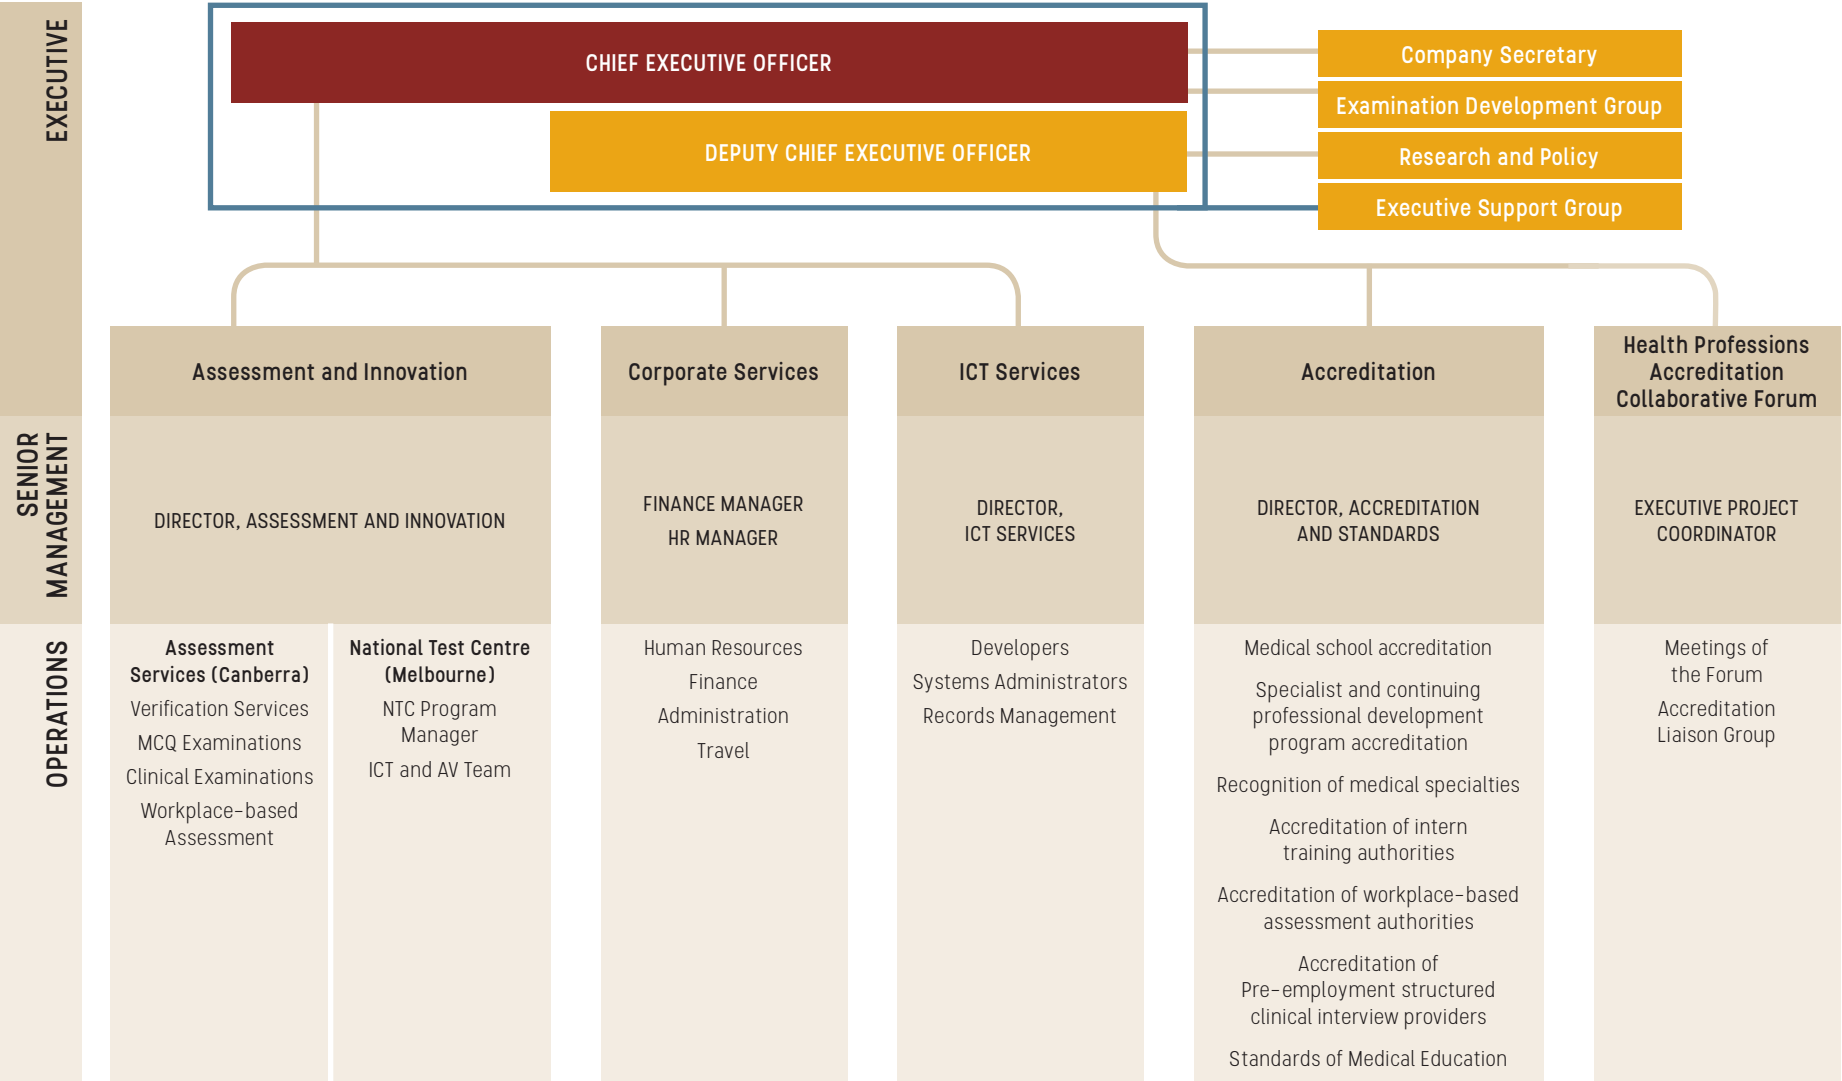 EXECUTIVE
CHIEF EXECUTIVE OFFICER
DEPUTY CHIEF EXECUTIVE OFFICER
Company Secretary
Examination Development Group
Research and Policy
Executive Support Group
Assessment and Innovation
Corporate Services
ICT Services
Accreditation
Health Professions
Accreditation
Collaborative Forum
SENIOR
MANAGEMENT
DIRECTOR, ASSESSMENT AND INNOVATION
FINANCE MANAGER
HR MANAGER
DIRECTOR,
ICT SERVICES
DIRECTOR, ACCREDITATION
AND STANDARDS
EXECUTIVE PROJECT
COORDINATOR
OPERATIONS
Assessment
Services (Canberra)
Verification Services
MCQ Examinations
Clinical Examinations
Workplace-based
Assessment
National Test Centre
(Melbourne)
NTC Program
Manager
ICT and AV Team
Human Resources
Finance
Administration
Travel
Developers
Systems Administrators
Records Management
Medical school accreditation
Specialist and continuing
professional development
program accreditation
Recognition of medical specialties
Accreditation of intern
training authorities
Accreditation of workplace-based
assessment authorities
Accreditation of
Pre-employment structured
clinical interview providers
Standards of Medical Education
Meetings of
the Forum
Accreditation
Liaison Group